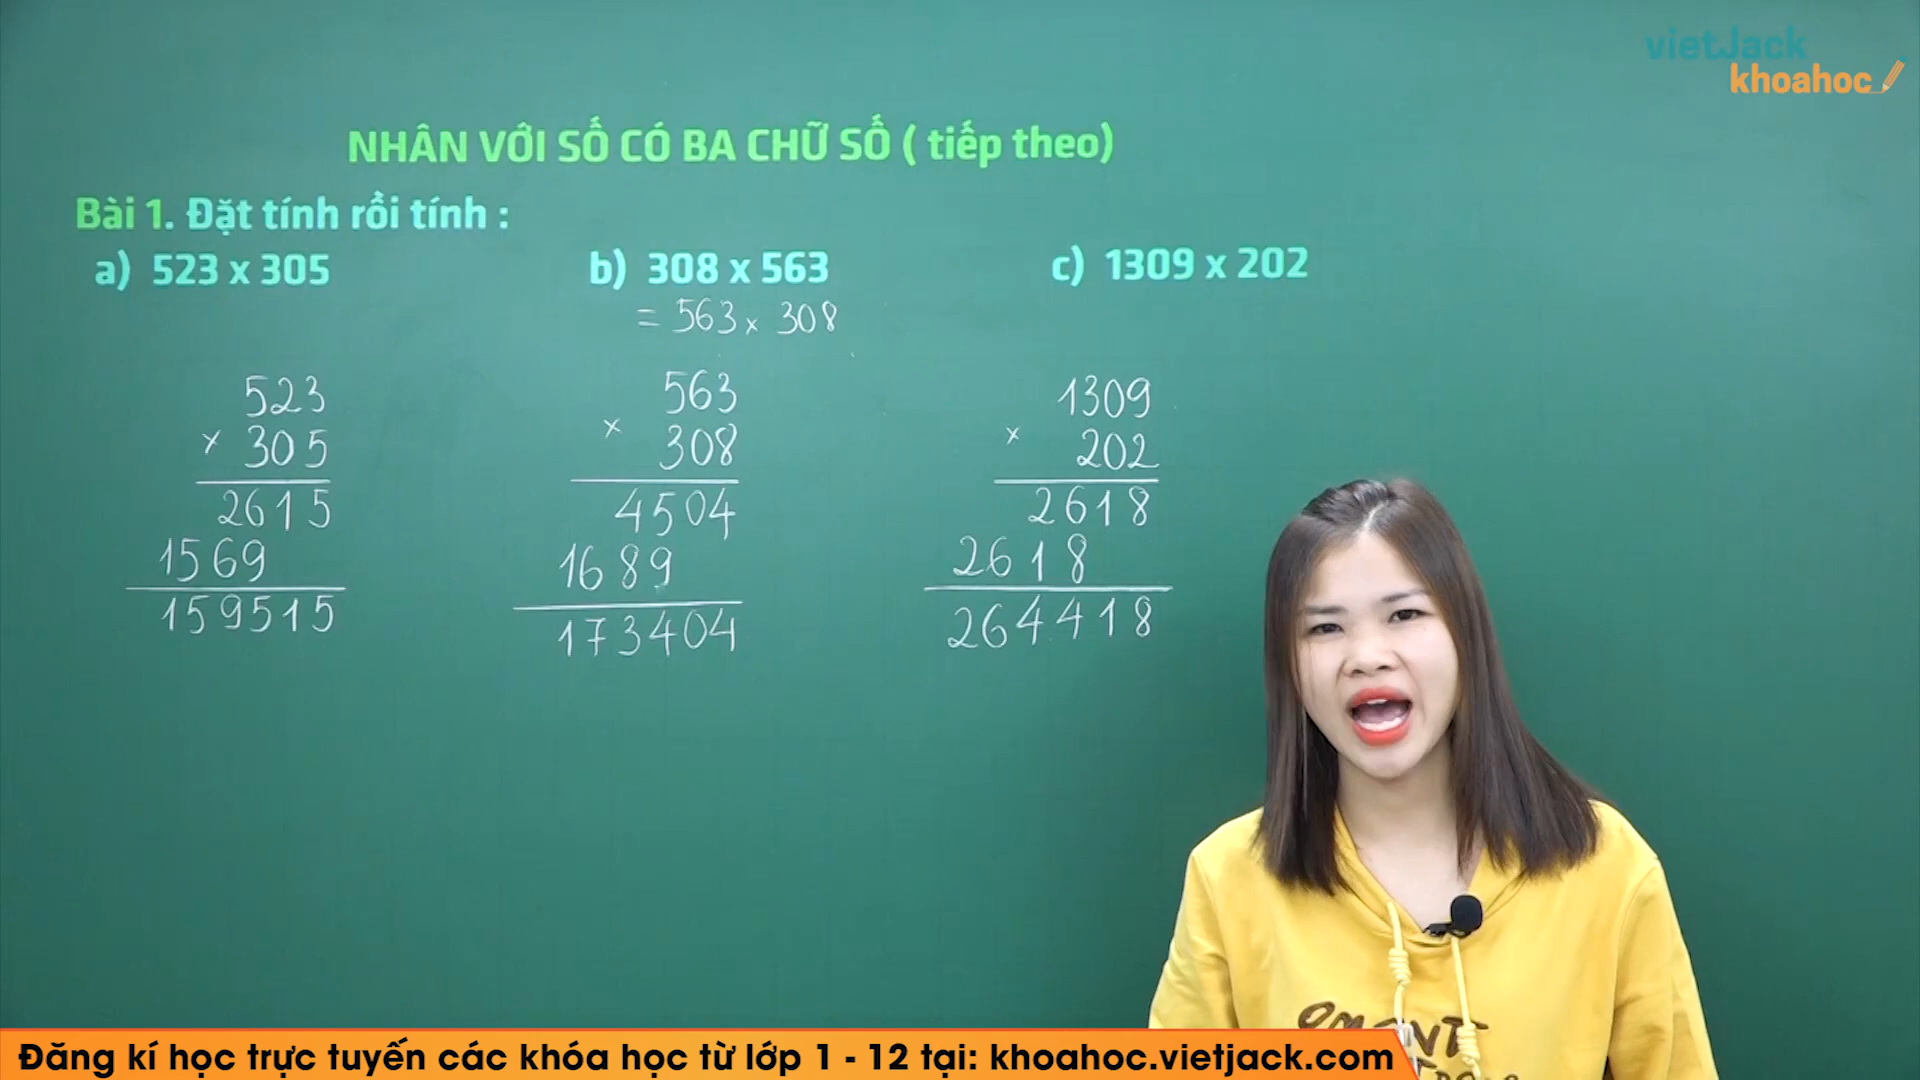 vietJack
khoahoc
NHÂN VỚI SỐ CÓ BA CHỮ SỐ ( tiếp theo)
Bài 1. Đặt tính rồi tính :
a) 523 x 305
b) 308 x 563
= 563 x 308
c) 1309 x 202
523
x 305
2615
1569
159515
563
x 308
4504
1689
173404
1309
x 202
2618
2618
264418
Đăng kí học trực tuyến các khóa học từ lớp 1 - 12 tại: khoahoc.vietjack.com